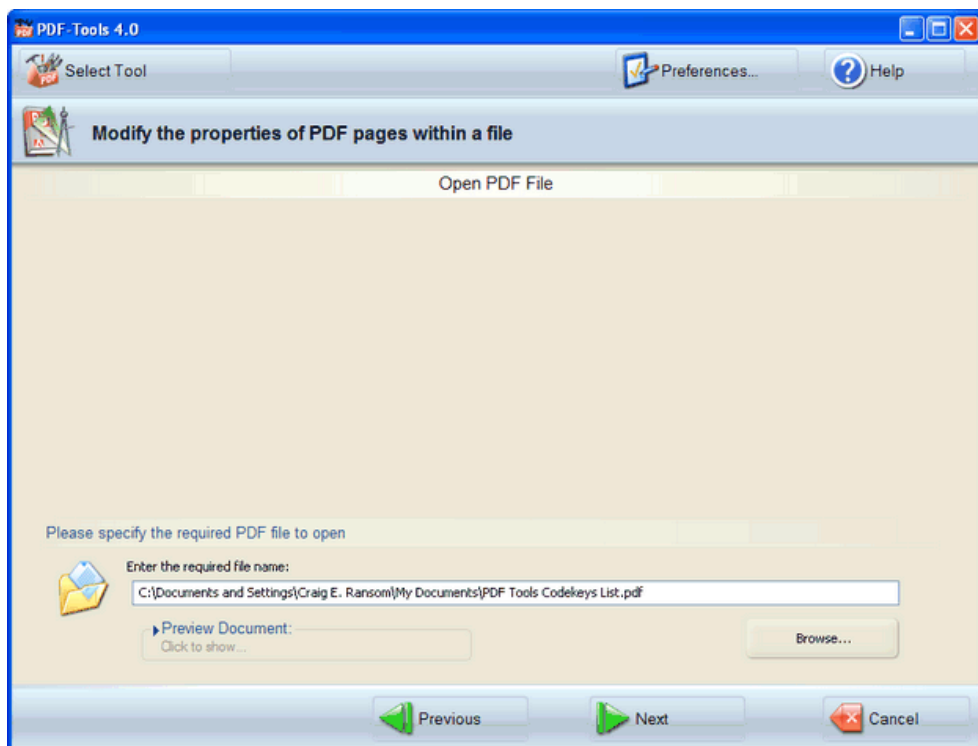 PDF-Tools 4.0
Select Tool
Preferences...
Help
Modify the properties of PDF pages within a file
Open PDF File
Please specify the required PDF file to open
Enter the required file name:
C:\Documents and Settings\Craig E. Ransom\My Documents\PDF Tools Codekeys List.pdf
Preview Document:
Click to show...
Browse...
Previous
Next
Cancel